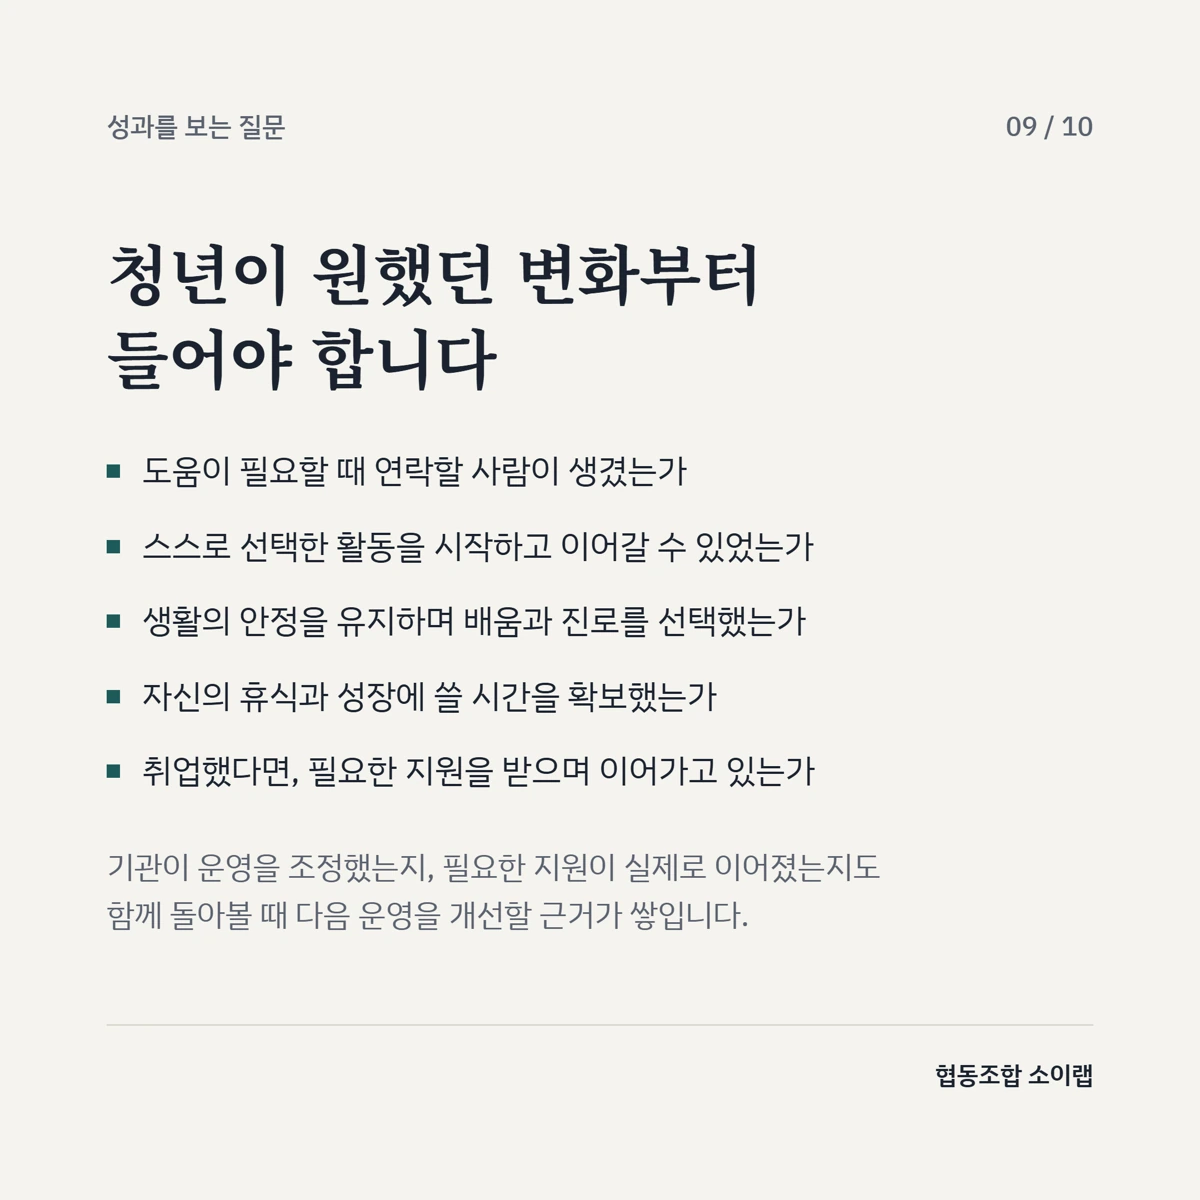 성과를 보는 질문
09 / 10
청년이 원했던 변화부터
들어야 합니다
도움이 필요할 때 연락할 사람이 생겼는가
스스로 선택한 활동을 시작하고 이어갈 수 있었는가
생활의 안정을 유지하며 배움과 진로를 선택했는가
자신의 휴식과 성장에 쓸 시간을 확보했는가
취업했다면, 필요한 지원을 받으며 이어가고 있는가
기관이 운영을 조정했는지, 필요한 지원이 실제로 이어졌는지도
함께 돌아볼 때 다음 운영을 개선할 근거가 쌓입니다.
협동조합 소이랩